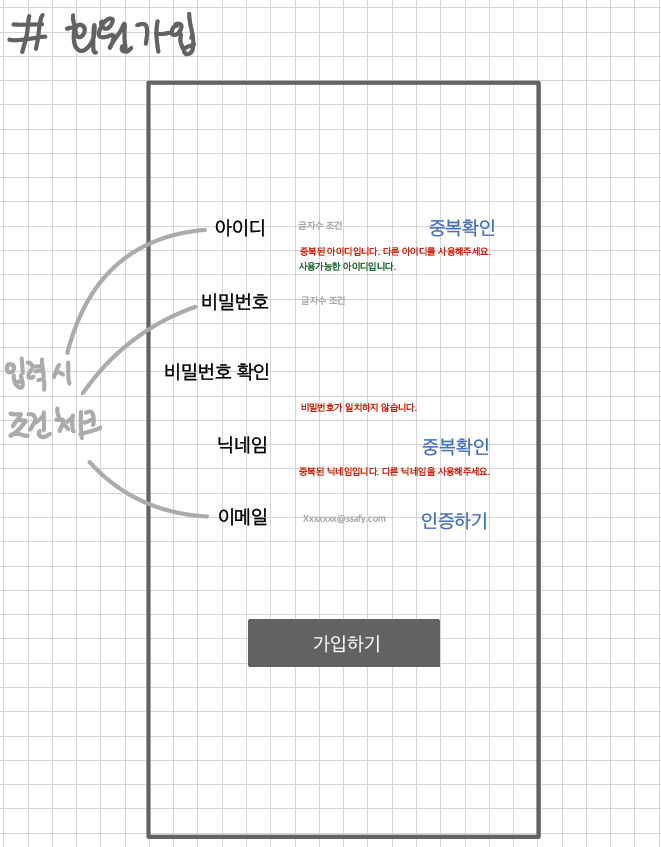 # 회원가입
아이디 글자수 조건 중복확인
중복된 아이디입니다. 다른 아이디를 사용해주세요.
사용가능한 아이디입니다.
비밀번호 글자수 조건
입력 시
조건 체크
비밀번호 확인
비밀번호가 일치하지 않습니다.
닉네임 중복확인
중복된 닉네임입니다. 다른 닉네임을 사용해주세요.
이메일 Xxxxxxx@ssafy.com 인증하기
가입하기